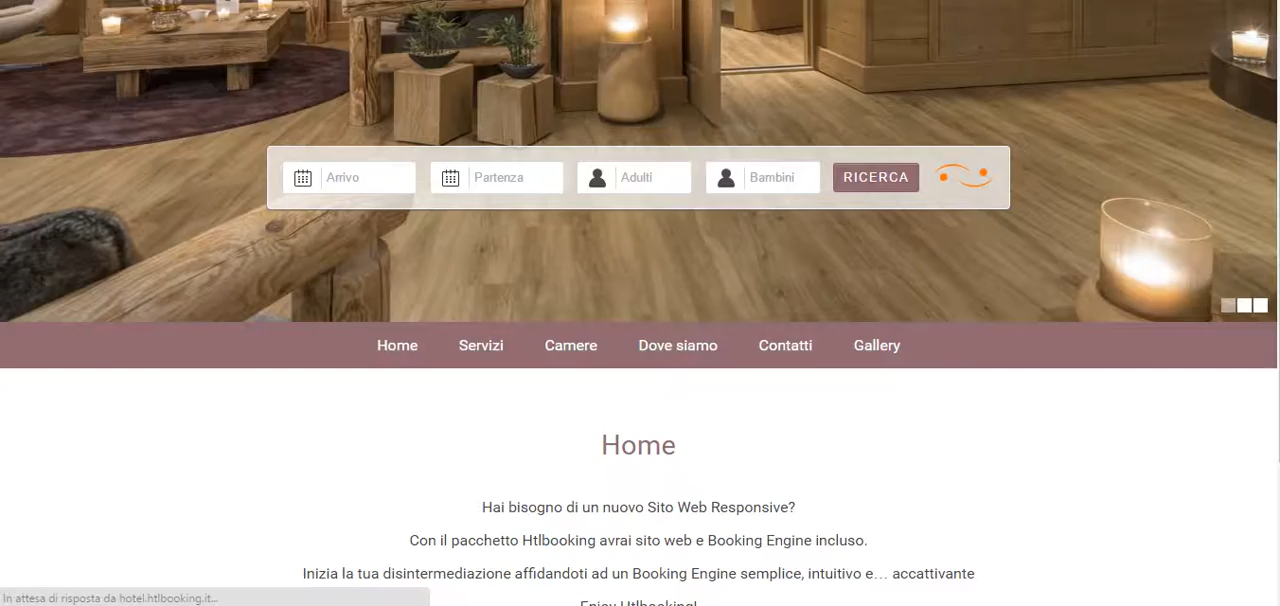 Arrivo Partenza Adulti Bambini RICERCA
Home Servizi Camere Dove siamo Contatti Gallery
Home
Hai bisogno di un nuovo Sito Web Responsive?
Con il pacchetto Htlbooking avrai sito web e Booking Engine incluso.
Inizia la tua disintermediazione affidandoti ad un Booking Engine semplice, intuitivo e… accattivante
Enjoy Htlbooking!
In attesa di risposta da hotel.htlbooking.it...